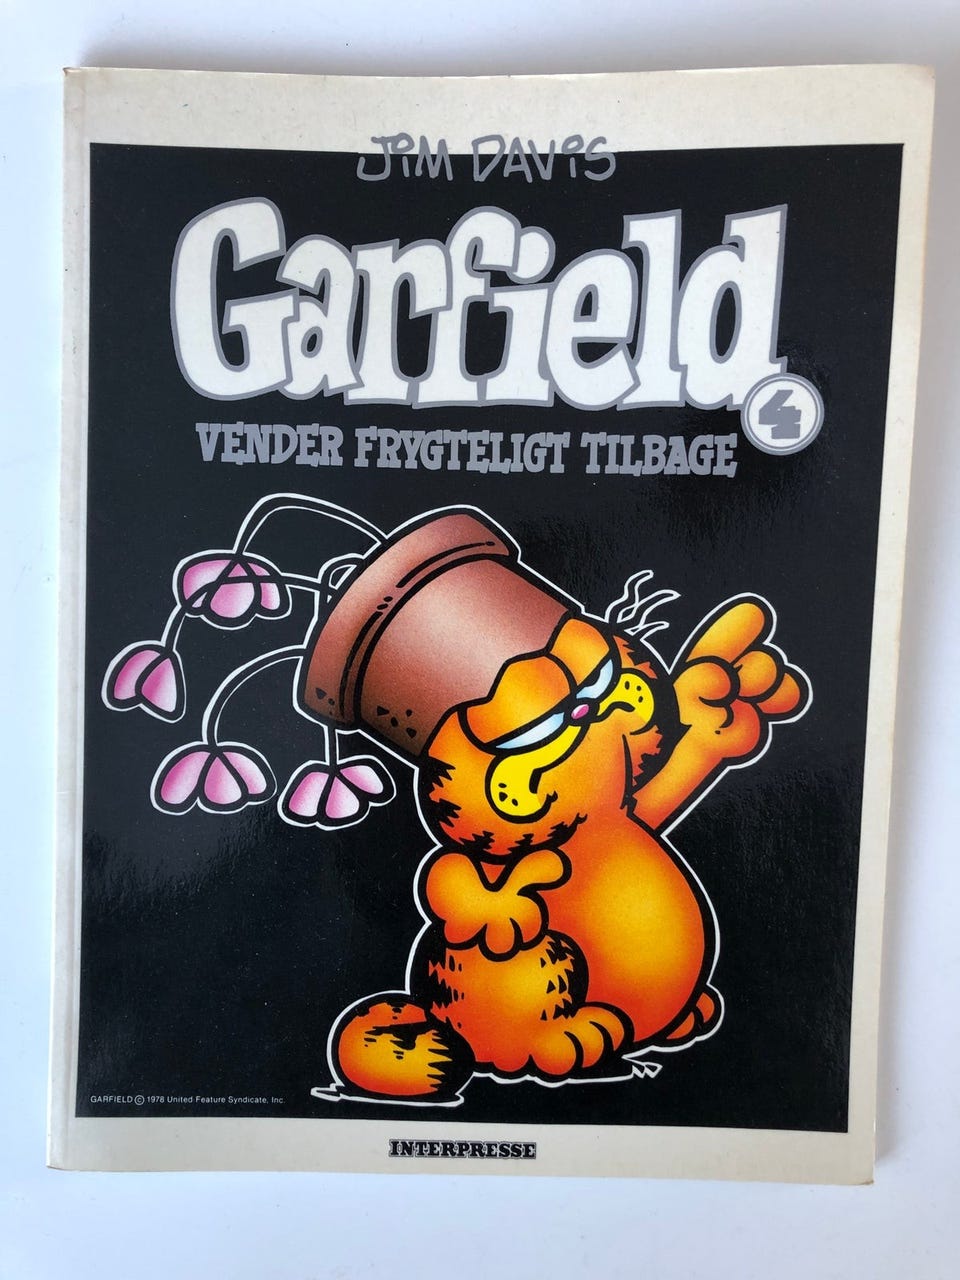 JIM DAVIS
Garfield
4
VENDER FRYGTELIGT TILBAGE
GARFIELD © 1978 United Feature Syndicate, Inc.
INTERPRESSE